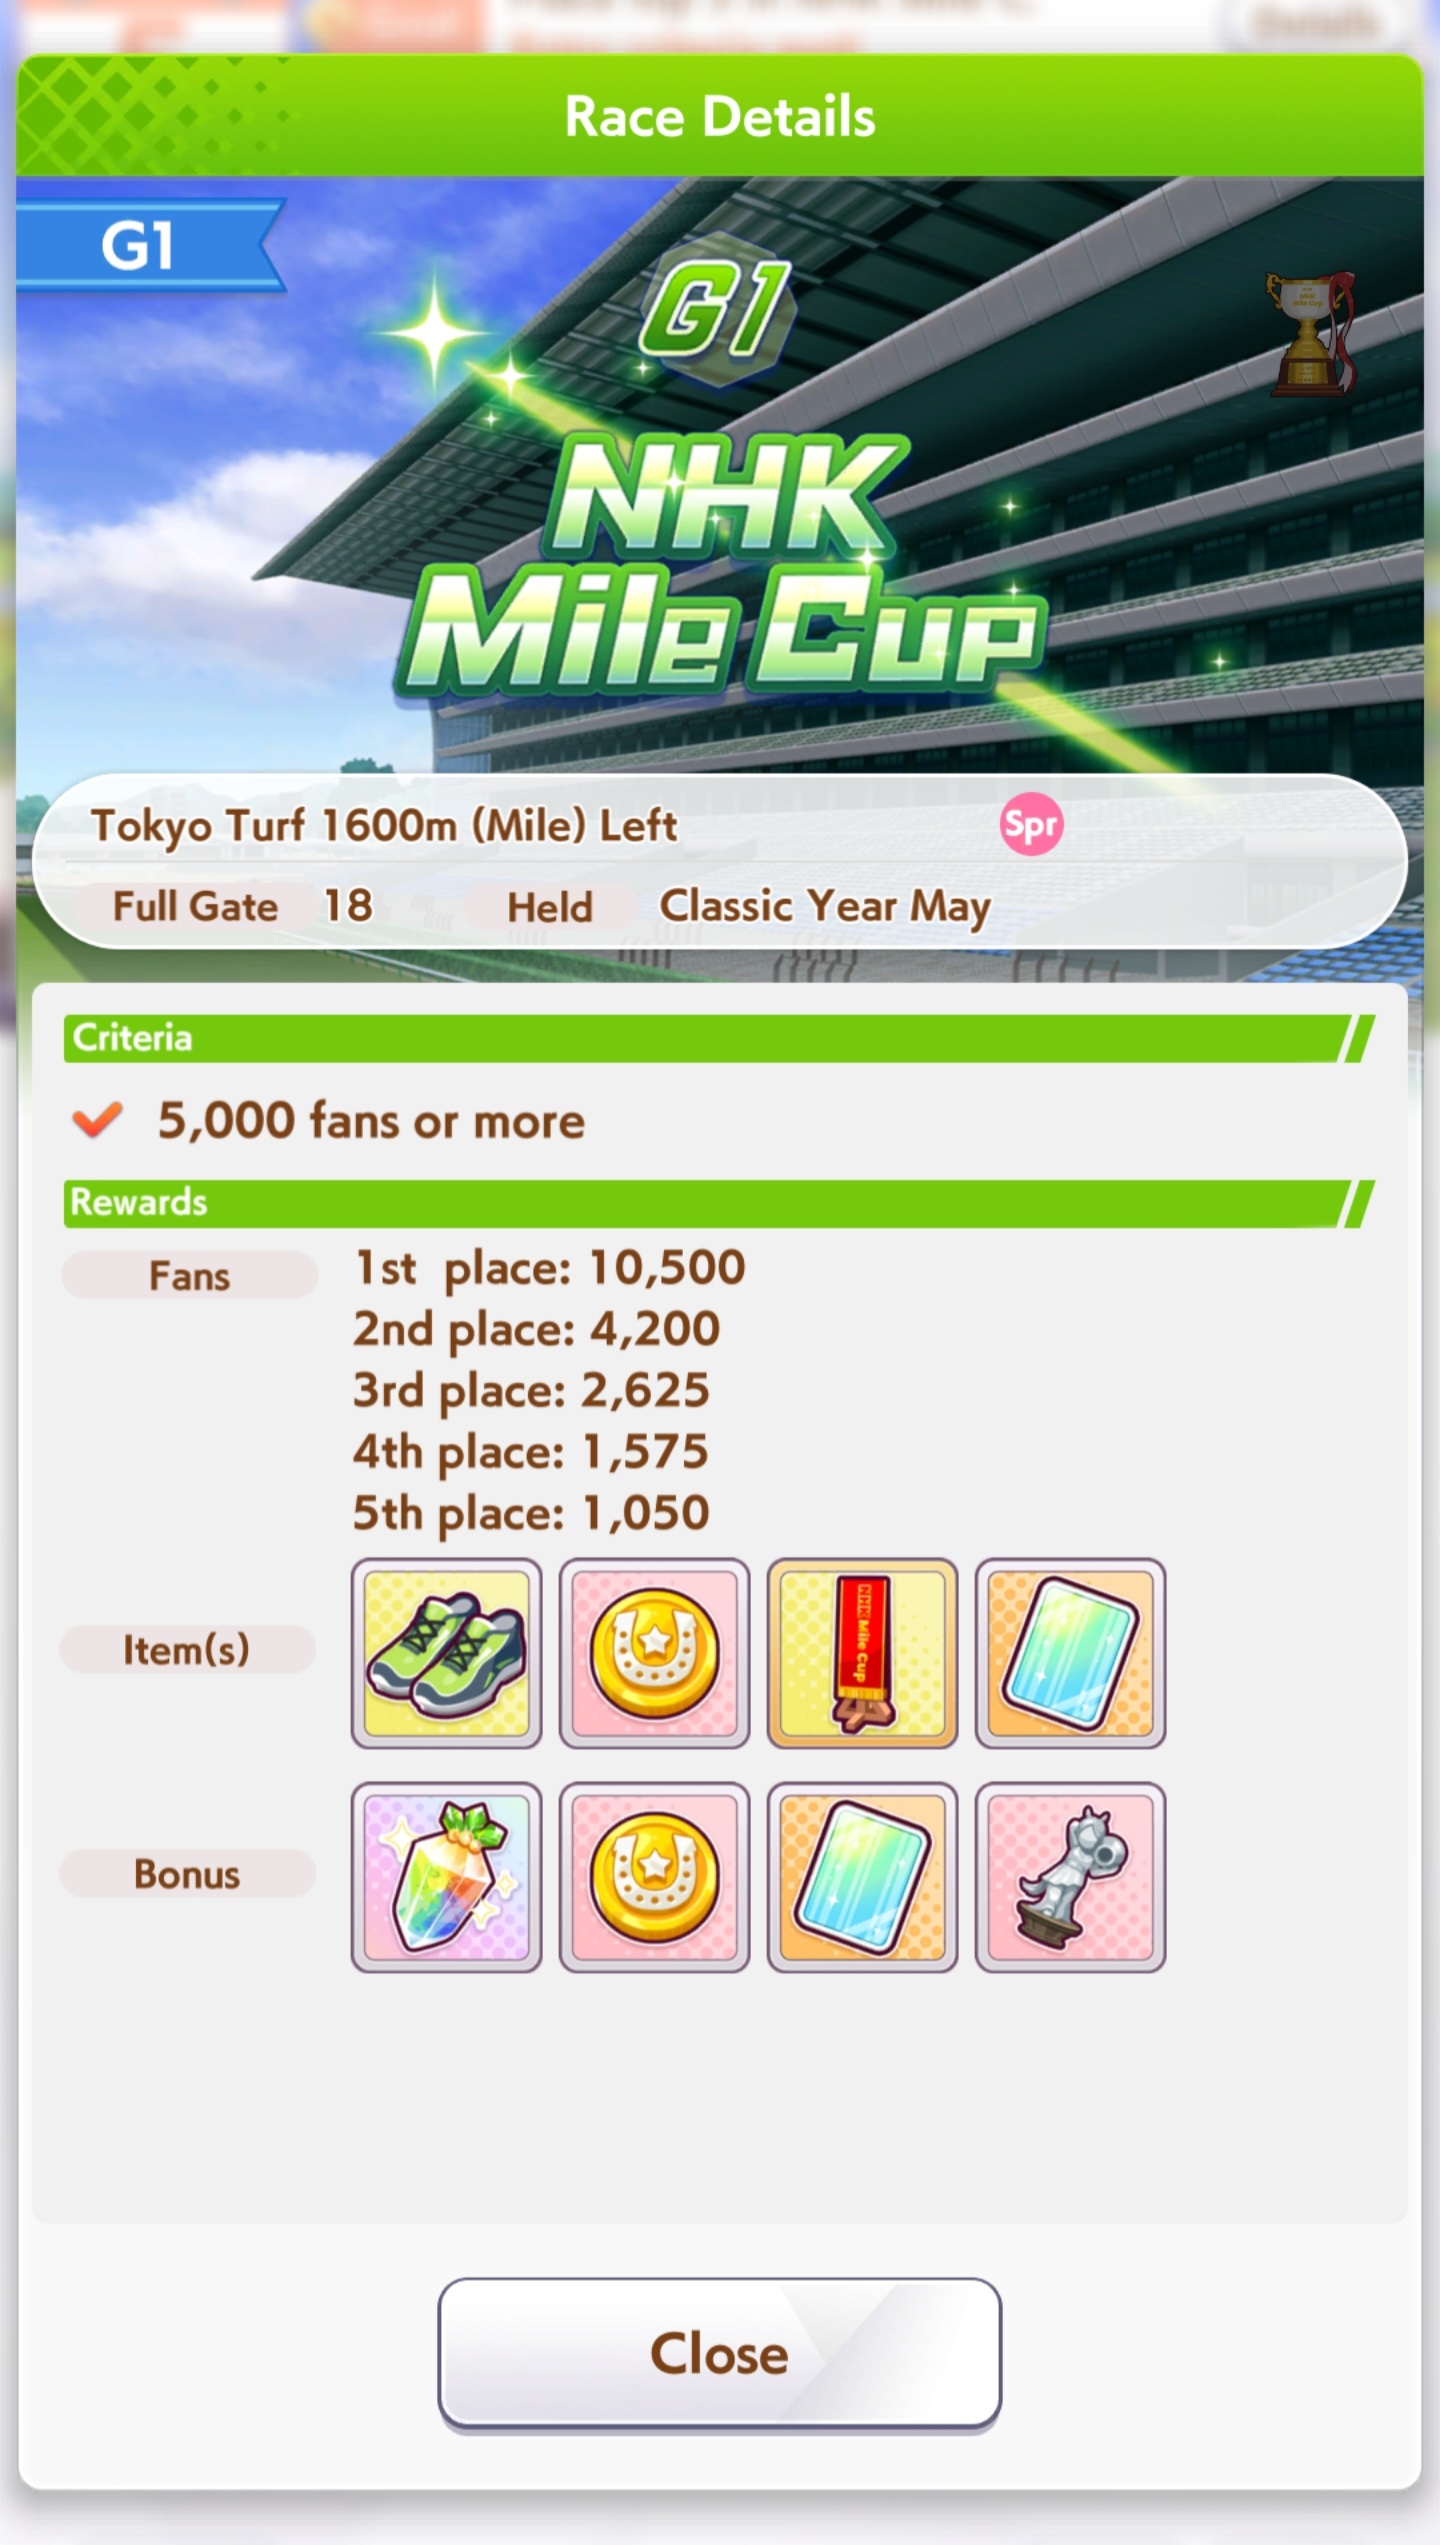 Race Details
G1
G1
NHK
Mile Cup
Tokyo Turf 1600m (Mile) Left
Spr
Full Gate 18 Held Classic Year May
Criteria
5,000 fans or more
Rewards
Fans
1st place: 10,500
2nd place: 4,200
3rd place: 2,625
4th place: 1,575
5th place: 1,050
Item(s)
NHK Mile Cup
Bonus
Close